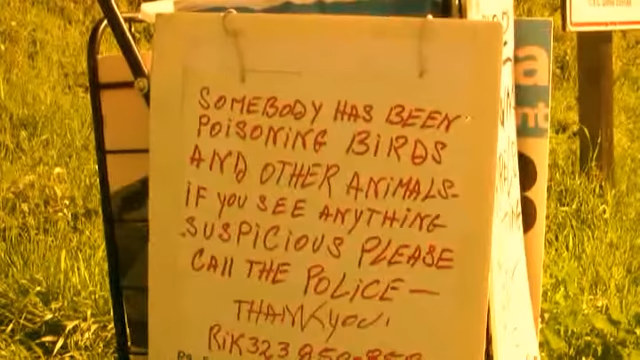 SOMEBODY HAS BEEN
POISONING BIRDS
AND OTHER ANIMALS-
IF YOU SEE ANYTHING
SUSPICIOUS PLEASE
CALL THE POLICE —
THANK YOU.
RIK 323
a
nt